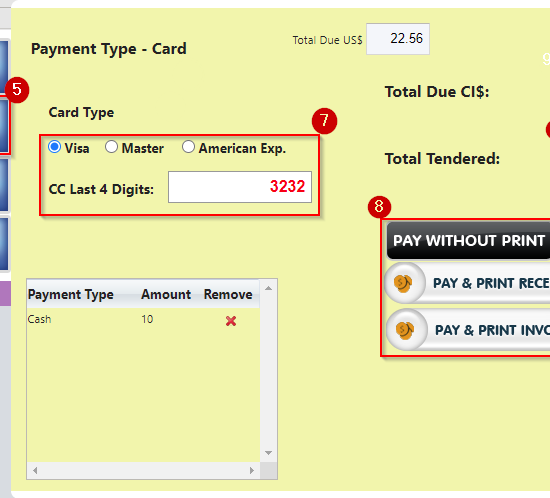 Payment Type - Card
Total Due US$ 22.56
Total Due CI$:
5
Card Type
7
Visa Master American Exp.
Total Tendered:
CC Last 4 Digits: 3232
8
PAY WITHOUT PRINT
Payment Type Amount Remove
PAY & PRINT RECE
Cash 10
PAY & PRINT INVO